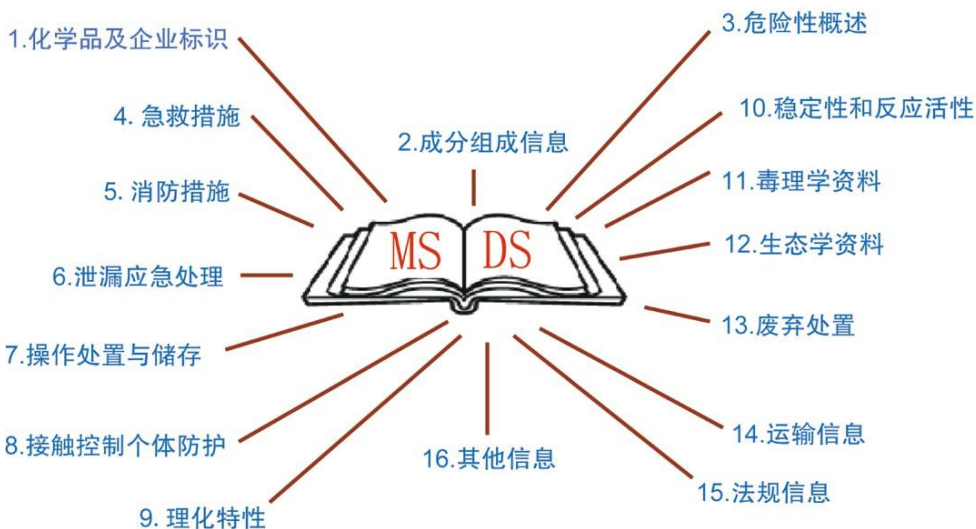 1.化学品及企业标识
2.成分组成信息
3.危险性概述
4. 急救措施
5. 消防措施
6.泄漏应急处理
7.操作处置与储存
8.接触控制个体防护
9. 理化特性
10.稳定性和反应活性
11.毒理学资料
12.生态学资料
13.废弃处置
14.运输信息
15.法规信息
16.其他信息
MS DS